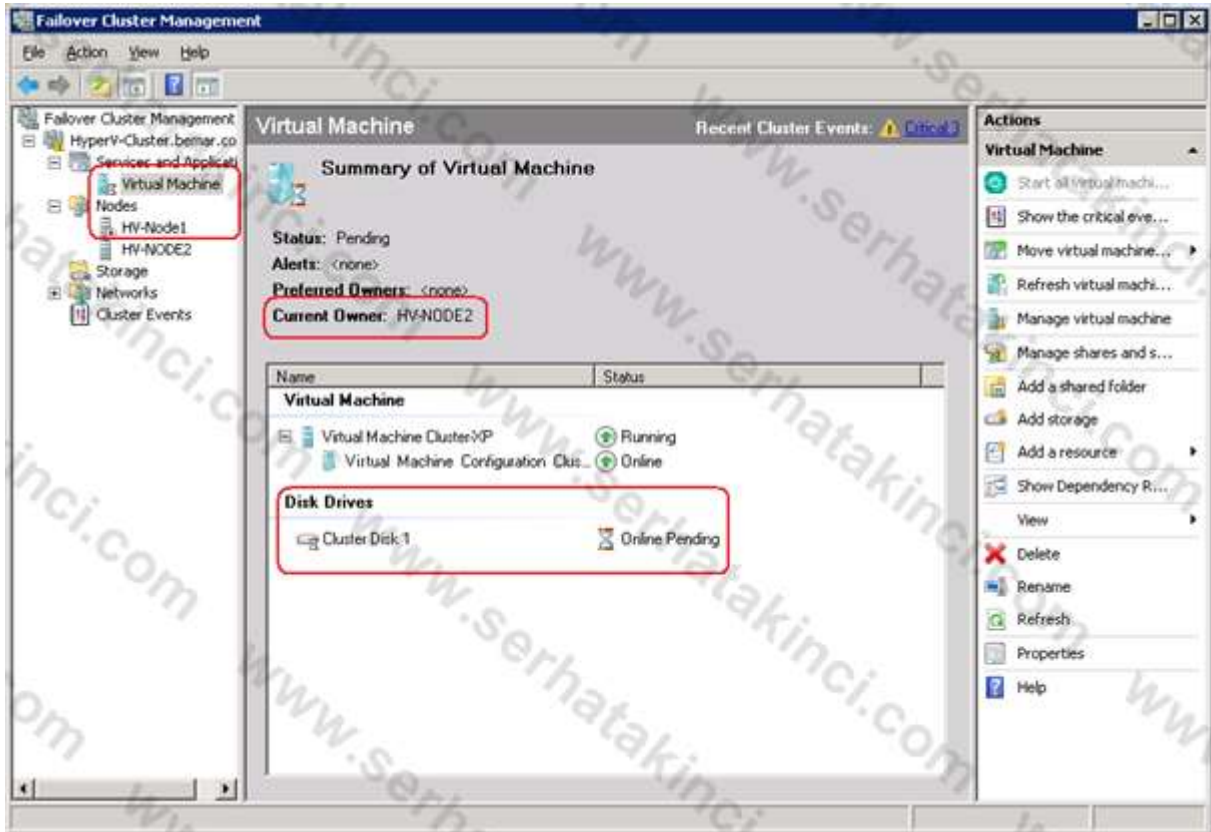 Failover Cluster Management
File Action View Help
Failover Cluster Management
HyperV-Cluster.bemar.co
Services and Applicati
Virtual Machine
Nodes
HV-Node1
HV-NODE2
Storage
Networks
Cluster Events
Virtual Machine
Recent Cluster Events: Critical 3
Summary of Virtual Machine
Status: Pending
Alerts: <none>
Preferred Owners: <none>
Current Owner: HV-NODE2
Name Status
Virtual Machine
Virtual Machine Cluster-XP Running
Virtual Machine Configuration Clus... Online
Disk Drives
Cluster Disk 1 Online Pending
Actions
Virtual Machine
Start all virtual machi...
Show the critical eve...
Move virtual machine...
Refresh virtual machi...
Manage virtual machine
Manage shares and s...
Add a shared folder
Add storage
Add a resource
Show Dependency R...
View
Delete
Rename
Refresh
Properties
Help
www.serhatakinci.com